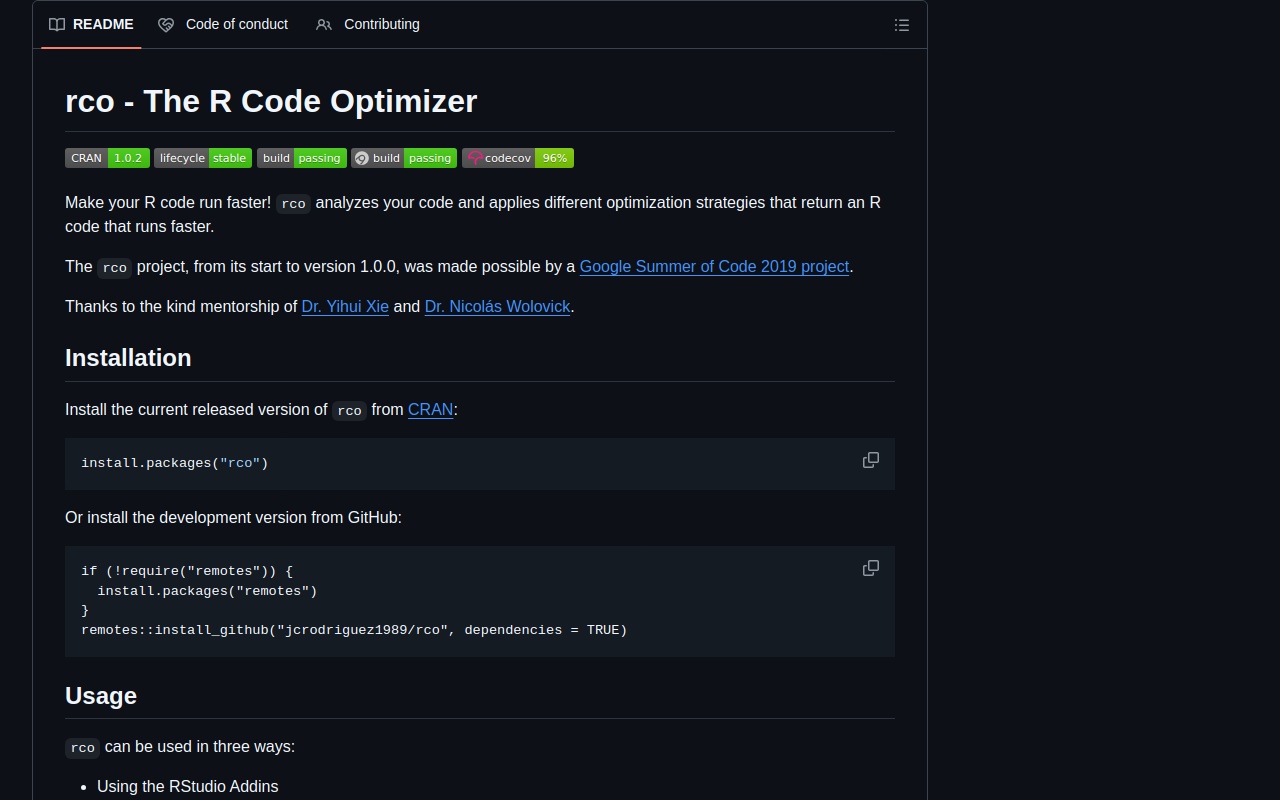 README Code of conduct Contributing
rco - The R Code Optimizer
CRAN 1.0.2 lifecycle stable build passing build passing codecov 96%
Make your R code run faster! rco analyzes your code and applies different optimization strategies that return an R
code that runs faster.
The rco project, from its start to version 1.0.0, was made possible by a Google Summer of Code 2019 project.
Thanks to the kind mentorship of Dr. Yihui Xie and Dr. Nicolás Wolovick.
Installation
Install the current released version of rco from CRAN:
install.packages("rco")
Or install the development version from GitHub:
if (!require("remotes")) {
  install.packages("remotes")
}
remotes::install_github("jcrodriguez1989/rco", dependencies = TRUE)
Usage
rco can be used in three ways:
• Using the RStudio Addins